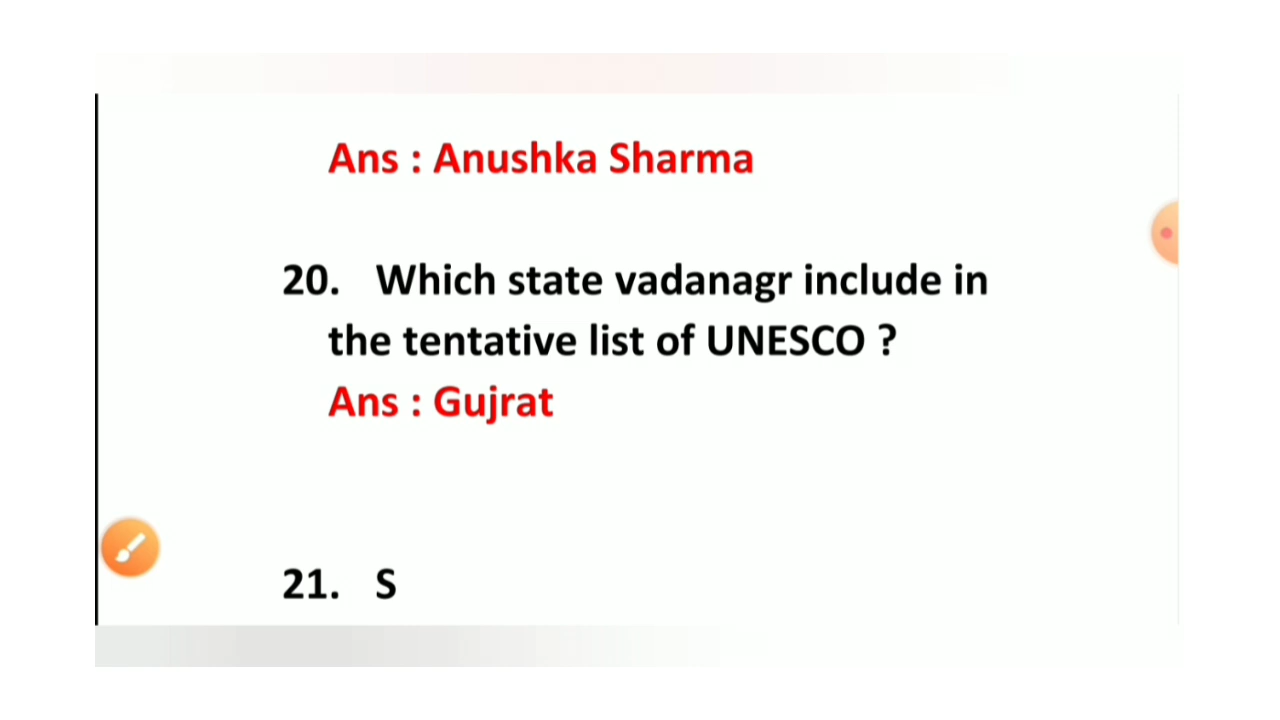 Ans : Anushka Sharma
20. Which state vadanagr include in
the tentative list of UNESCO ?
Ans : Gujrat
21. S